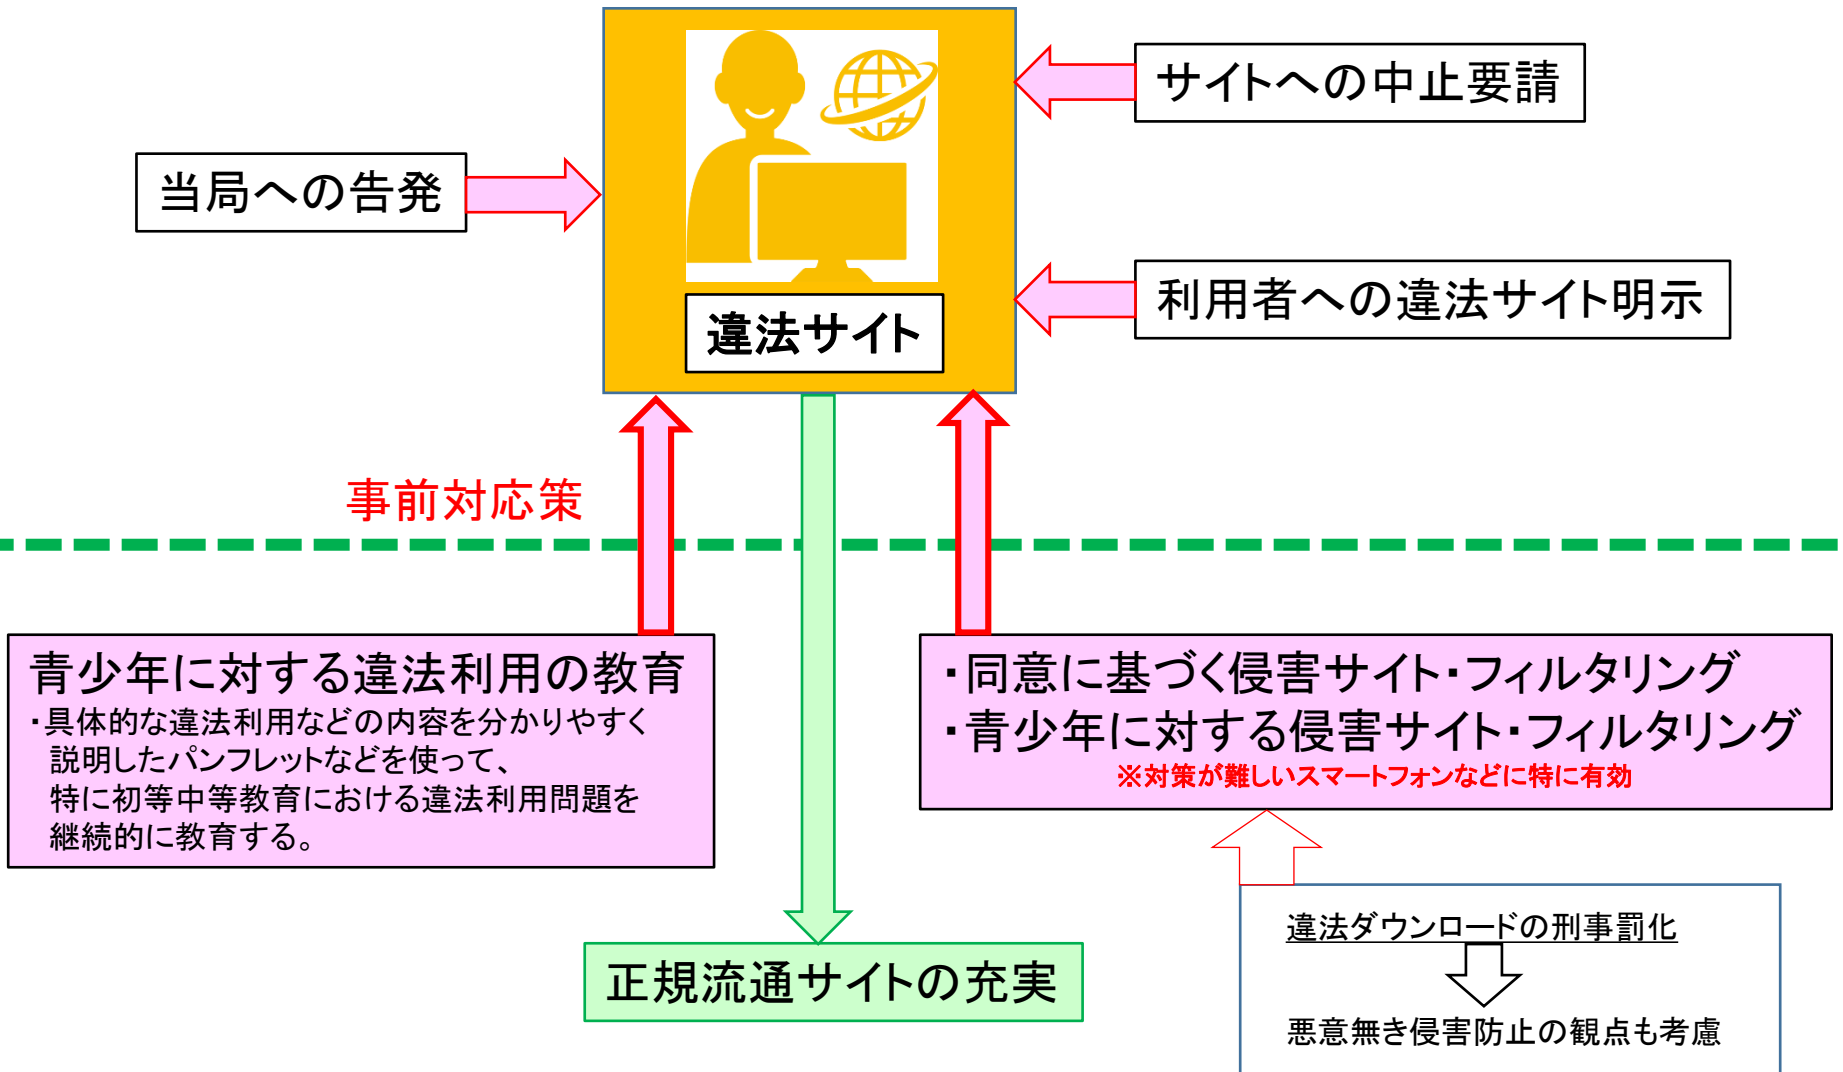 サイトへの中止要請
当局への告発
利用者への違法サイト明示
違法サイト
事前対応策
青少年に対する違法利用の教育
・具体的な違法利用などの内容を分かりやすく
説明したパンフレットなどを使って、
特に初等中等教育における違法利用問題を
継続的に教育する。
・同意に基づく侵害サイト・フィルタリング
・青少年に対する侵害サイト・フィルタリング
※対策が難しいスマートフォンなどに特に有効
正規流通サイトの充実
違法ダウンロードの刑事罰化
悪意無き侵害防止の観点も考慮